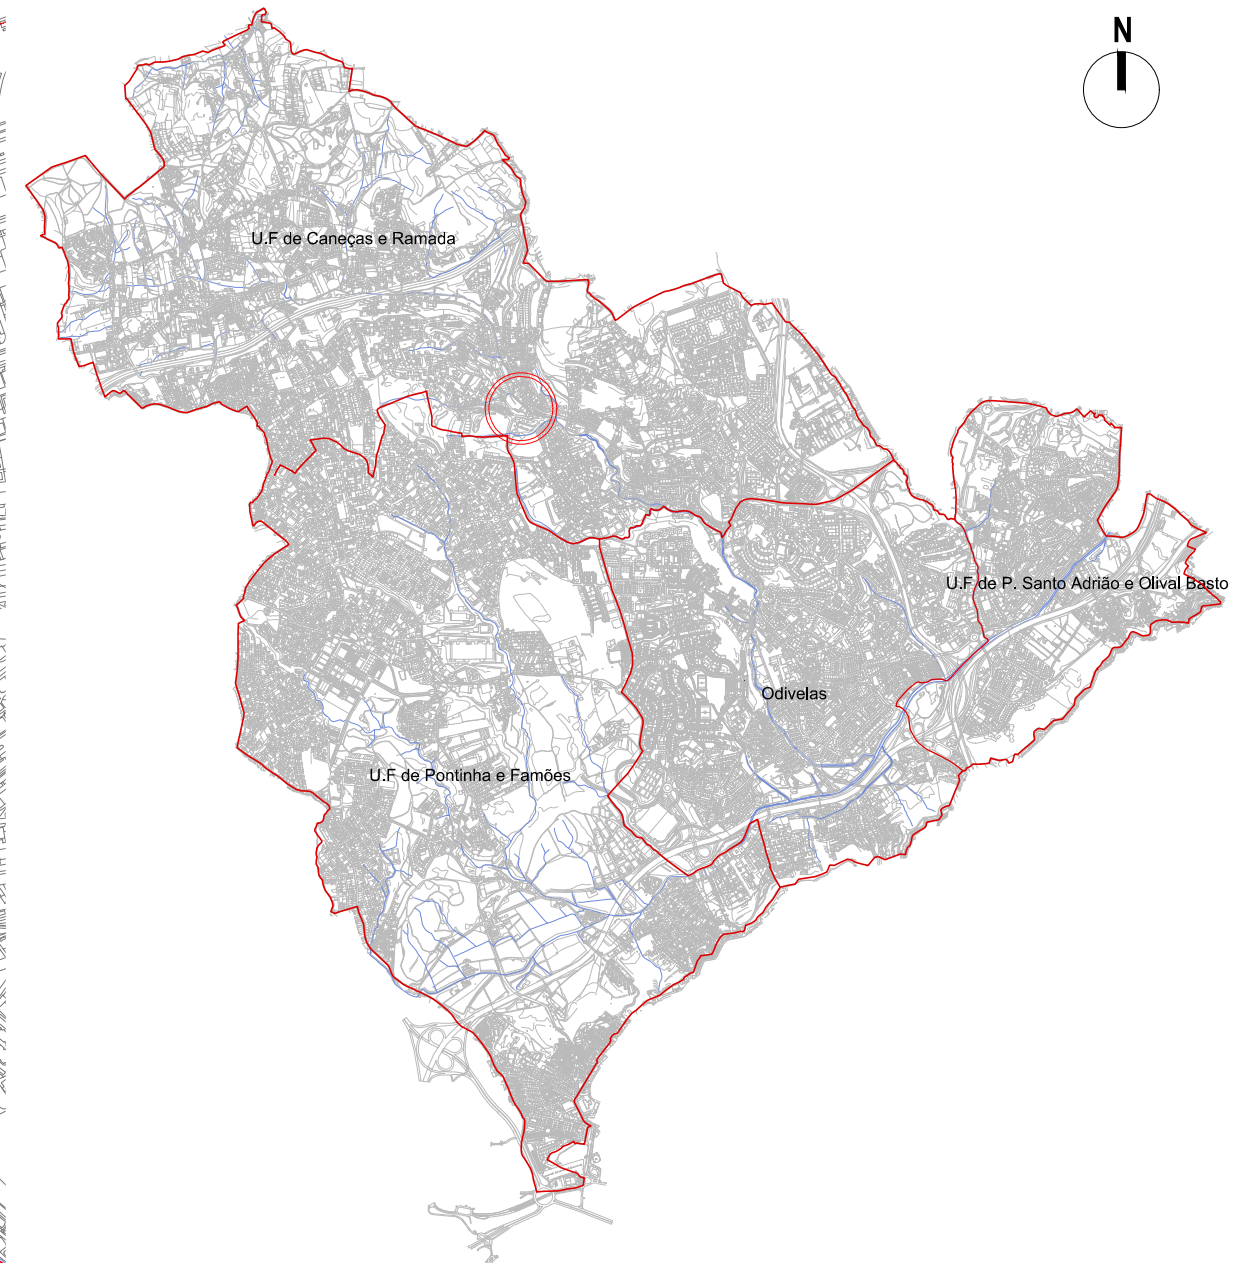 N
U.F de Caneças e Ramada
U.F de P. Santo Adrião e Olival Basto
Odivelas
U.F de Pontinha e Famões